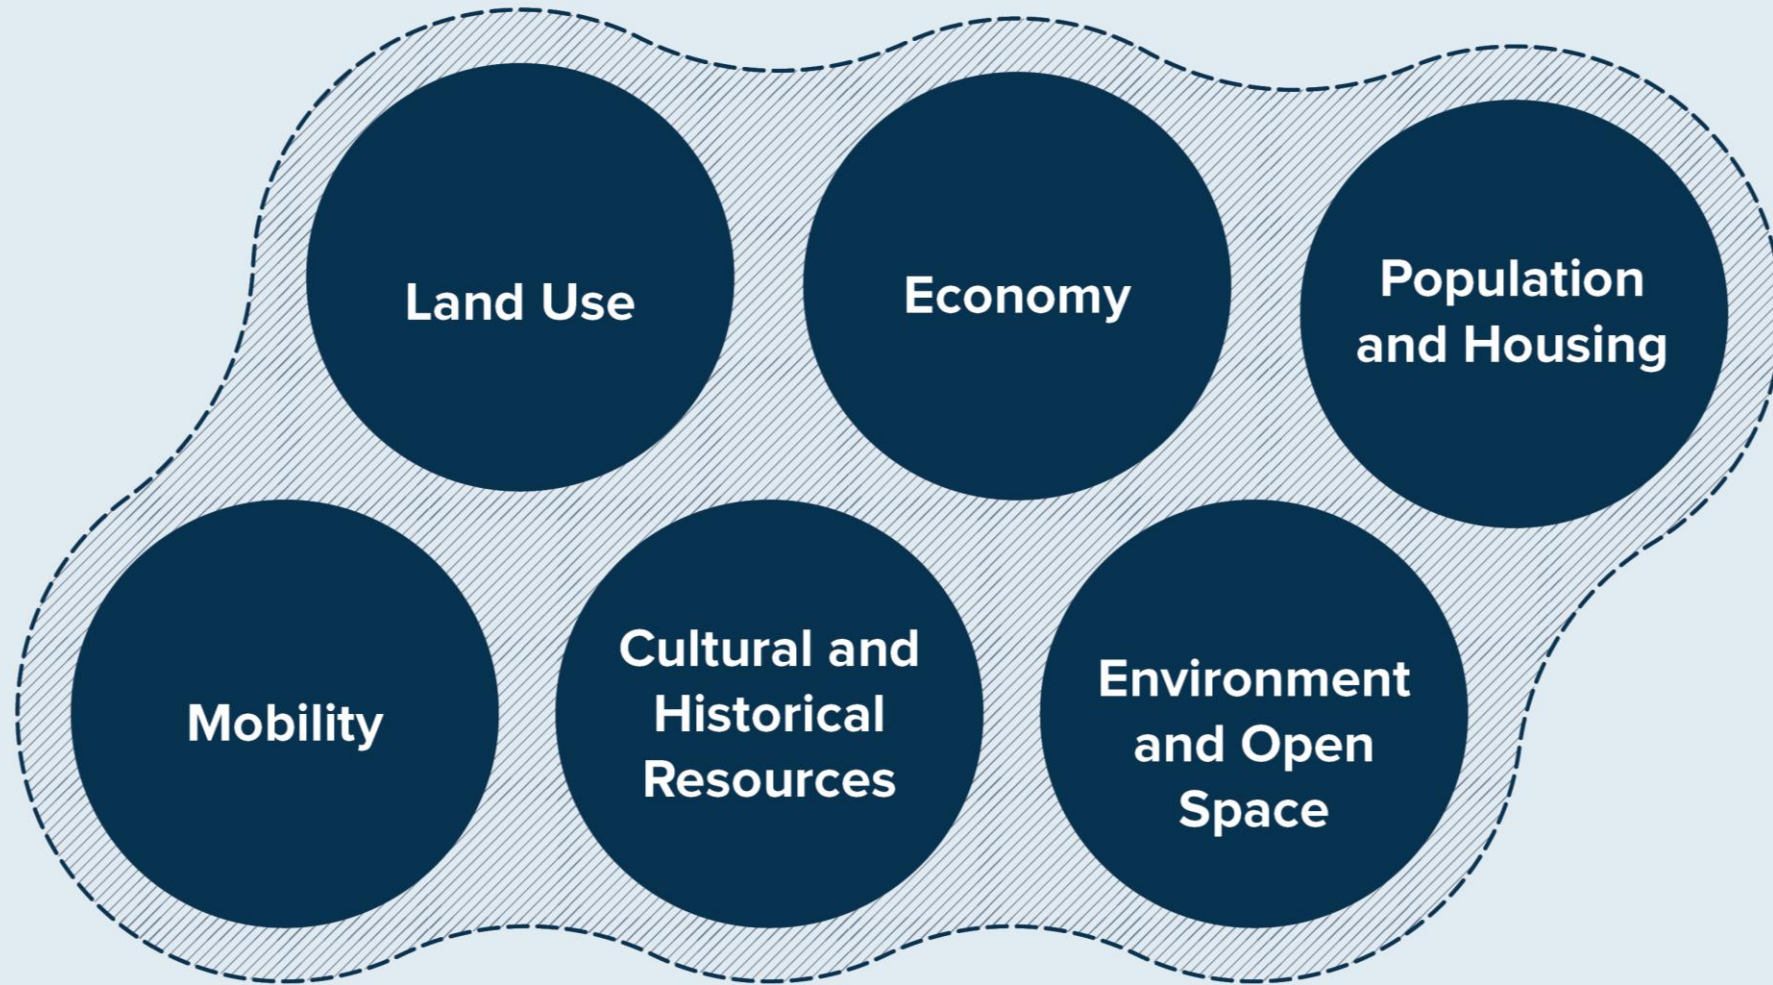 Land Use
Economy
Population
and Housing
Mobility
Cultural and
Historical
Resources
Environment
and Open
Space